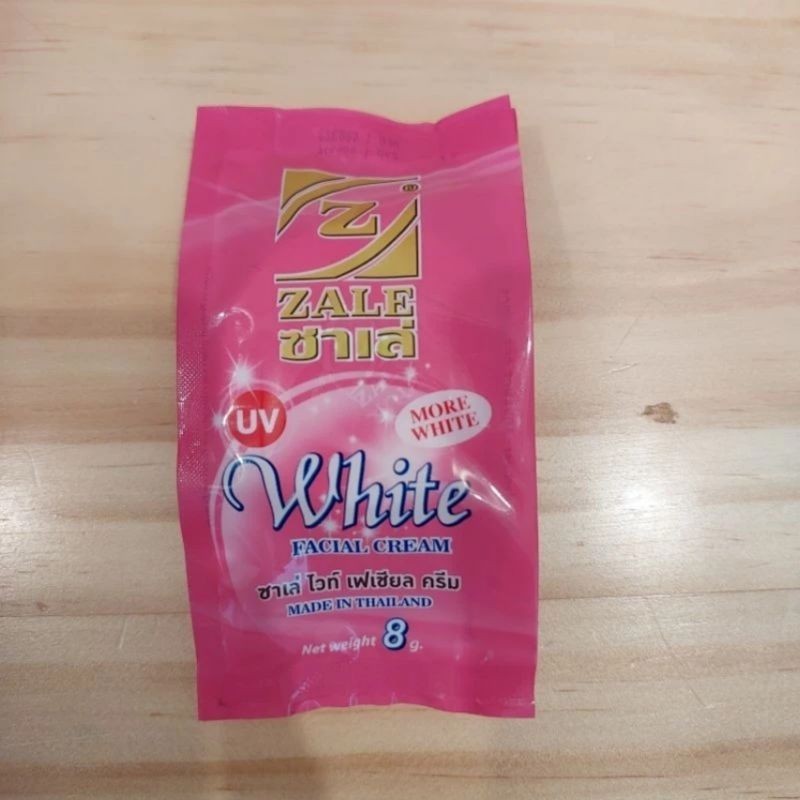 Z
®
ZALE
ซาเล่
UV
MORE
WHITE
White
FACIAL CREAM
ซาเล่ ไวท์ เฟเชียล ครีม
MADE IN THAILAND
Net weight 8 g.